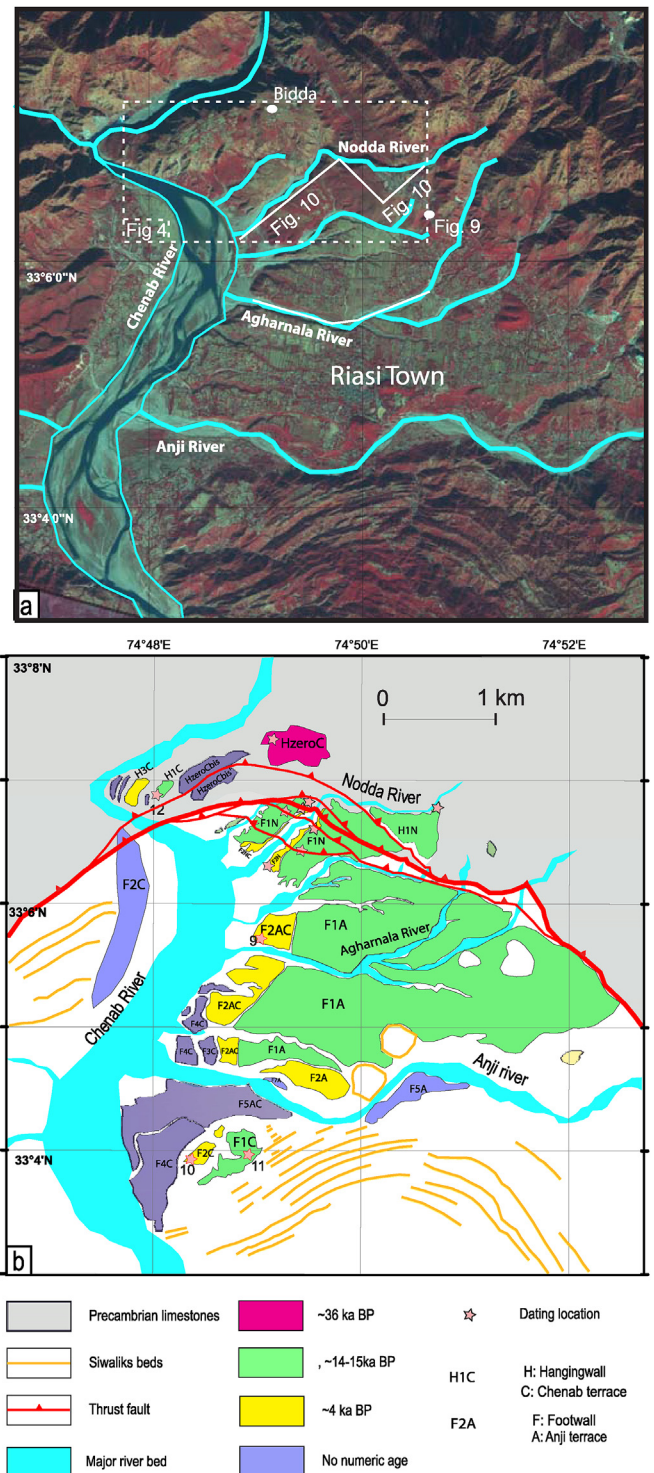 Bidda
Nodda River
Fig. 10
Fig. 10
Fig. 9
Fig 4
33°6'0"N
Chenab River
Agharnala River
Riasi Town
Anji River
33°4'0"N
a
74°48'E 74°50'E 74°52'E
33°8'N
0 1 km
HzeroC
HzeroCbis
HzeroCbis
H3C
H1C
12
Nodda River
F1N
H1N
F1N
F2N
F2C
33°6'N
F2AC
F1A
9
Agharnala River
F2AC
F1A
F4C
Chenab River
F4C F3C F2AC F1A
Anji river
F2A
F5A
F5AC
F1C
33°4'N
F4C
F2C
10
11
b
Precambrian limestones
~36 ka BP
Dating location
Siwaliks beds
, ~14-15ka BP
H1C
H: Hangingwall
C: Chenab terrace
Thrust fault
~4 ka BP
F2A
F: Footwall
A: Anji terrace
Major river bed
No numeric age